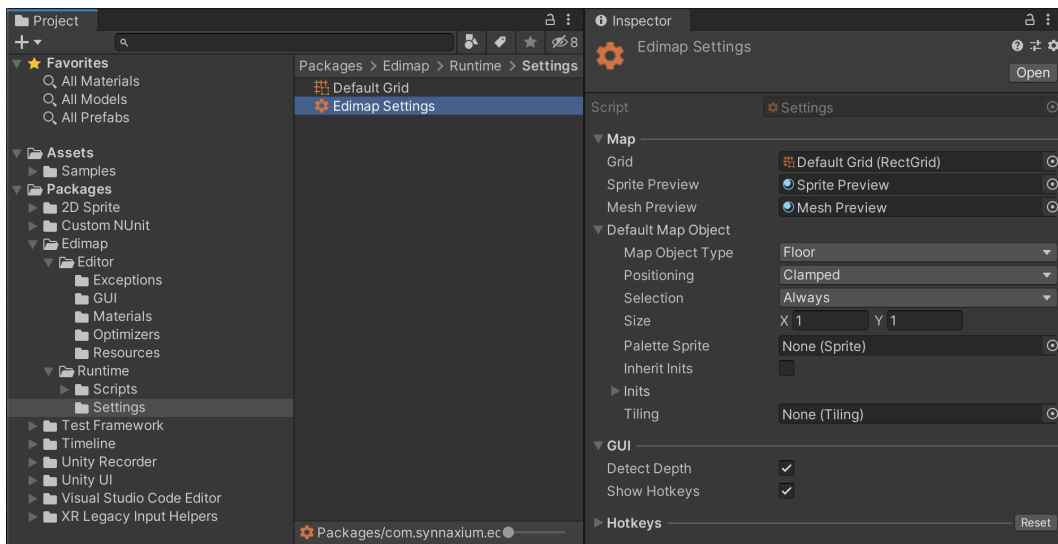 Project
8
Favorites
All Materials
All Models
All Prefabs
Assets
Samples
Packages
2D Sprite
Custom NUnit
Edimap
Editor
Exceptions
GUI
Materials
Optimizers
Resources
Runtime
Scripts
Settings
Test Framework
Timeline
Unity Recorder
Unity UI
Visual Studio Code Editor
XR Legacy Input Helpers
Packages > Edimap > Runtime > Settings
Default Grid
Edimap Settings
Packages/com.synnaxium.ec
Inspector
Edimap Settings
Open
Script Settings
Map
Grid Default Grid (RectGrid)
Sprite Preview Sprite Preview
Mesh Preview Mesh Preview
Default Map Object
Map Object Type Floor
Positioning Clamped
Selection Always
Size X 1 Y 1
Palette Sprite None (Sprite)
Inherit Inits
Inits
Tiling None (Tiling)
GUI
Detect Depth
Show Hotkeys
Hotkeys Reset